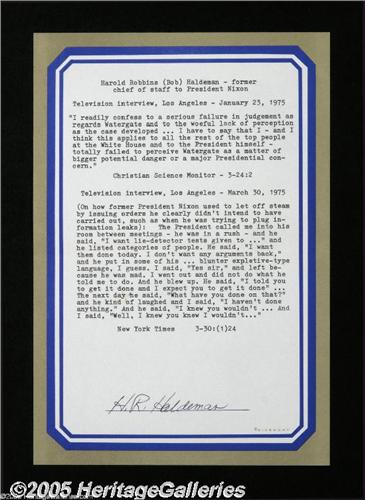 Harold Robbins (Bob) Haldeman - former
chief of staff to President Nixon
Television interview, Los Angeles - January 23, 1975
"I readily confess to a serious failure in judgement as
regards Watergate and to the woeful lack of perception
as the case developed ... I have to say that I - and I
think this applies to all the rest of the top people
at the White House and to the President himself -
totally failed to perceive Watergate as a matter of
bigger potential danger or a major Presidential con-
cern."
Christian Science Monitor - 3-24:2
Television interview, Los Angeles - March 30, 1975
(On how former President Nixon used to let off steam
by issuing orders he clearly didn't intend to have
carried out, such as when he was trying to plug in-
formation leaks): The President called me into his
room between meetings - he was in a rush - and he
said, "I want lie-detector tests given to ..." and
he listed categories of people. He said, "I want
them done today. I don't want any arguments back,"
and he put in some of his ... blunter expletive-type
language, I guess. I said, "Yes sir," and left be-
cause he was mad, I went out and did not do what he
told me to do. And he blew up. He said, "I told you
to get it done and I expect you to get it done" ...
The next day he said, "What have you done on that?"
and he kind of laughed and I said, "I haven't done
anything." And he said, "I knew you wouldn't ... And
I said, "Well, I knew you knew I wouldn't..."
New York Times 3-30:(1)24
H.R. Haldeman
©2005 HeritageGalleries